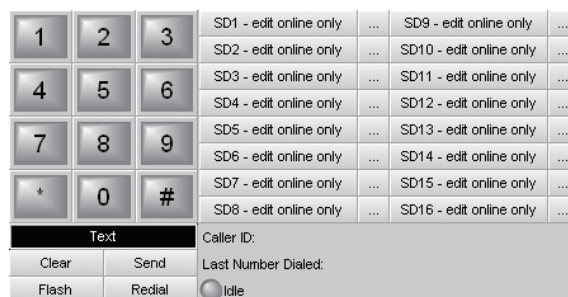 1 2 3
4 5 6
7 8 9
* 0 #
Text
Clear Send
Flash Redial
SD1 - edit online only ... SD9 - edit online only ...
SD2 - edit online only ... SD10 - edit online only ...
SD3 - edit online only ... SD11 - edit online only ...
SD4 - edit online only ... SD12 - edit online only ...
SD5 - edit online only ... SD13 - edit online only ...
SD6 - edit online only ... SD14 - edit online only ...
SD7 - edit online only ... SD15 - edit online only ...
SD8 - edit online only ... SD16 - edit online only ...
Caller ID:
Last Number Dialed:
Idle